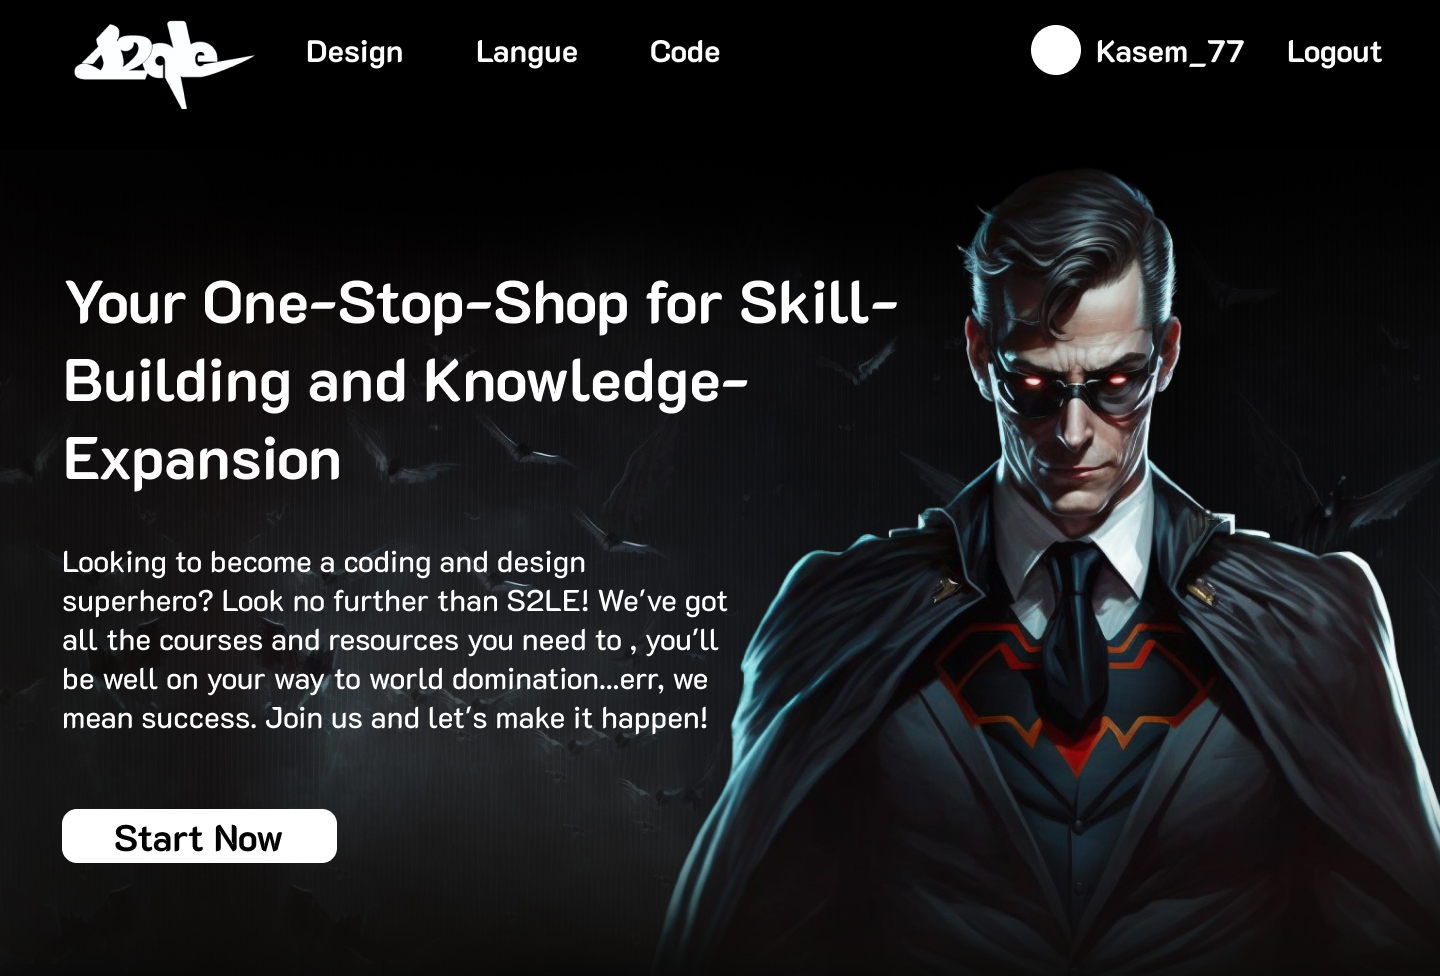 S2le
Design Langue Code Kasem_77 Logout
Your One-Stop-Shop for Skill-
Building and Knowledge-
Expansion
Looking to become a coding and design
superhero? Look no further than S2LE! We've got
all the courses and resources you need to , you'll
be well on your way to world domination...err, we
mean success. Join us and let's make it happen!
Start Now